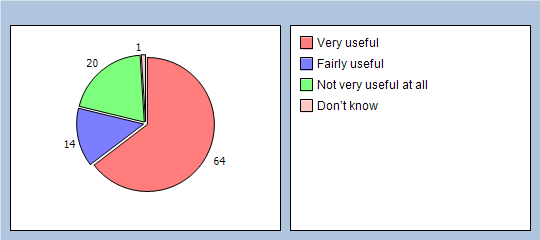 1
20
14
64
Very useful
Fairly useful
Not very useful at all
Don't know